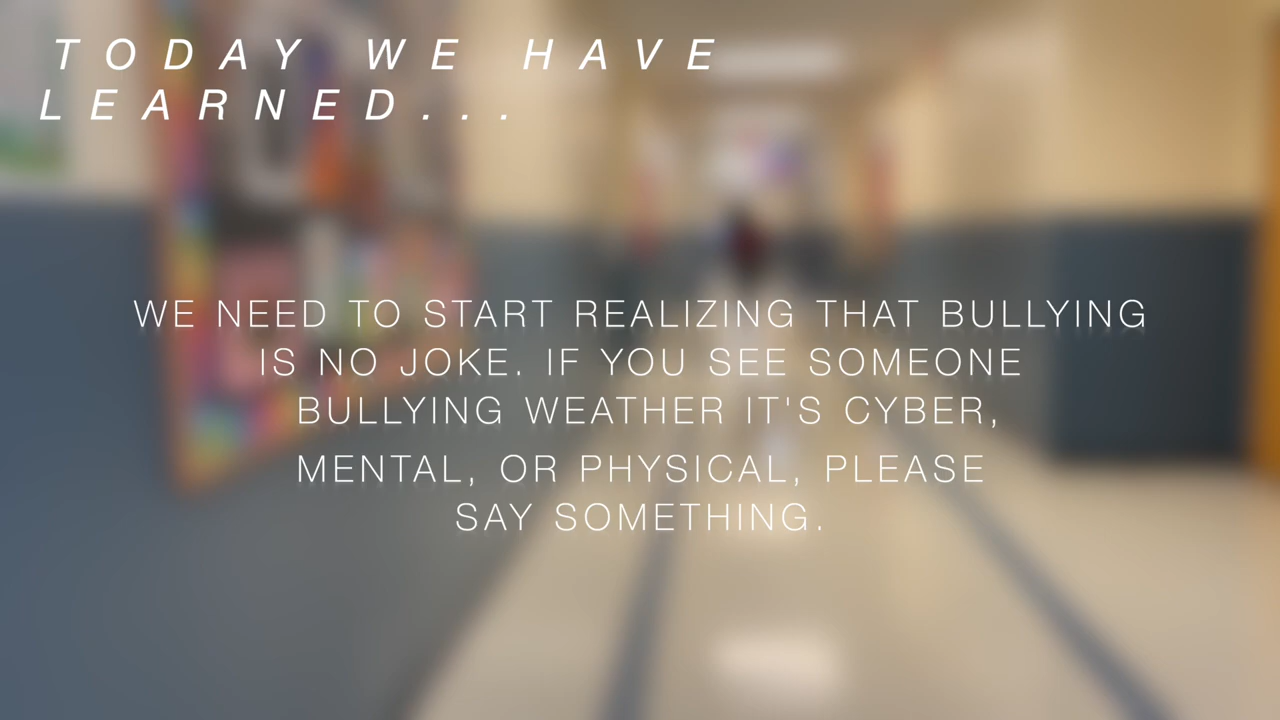 TODAY WE HAVE
LEARNED...
WE NEED TO START REALIZING THAT BULLYING
IS NO JOKE. IF YOU SEE SOMEONE
BULLYING WEATHER IT'S CYBER,
MENTAL, OR PHYSICAL, PLEASE
SAY SOMETHING.